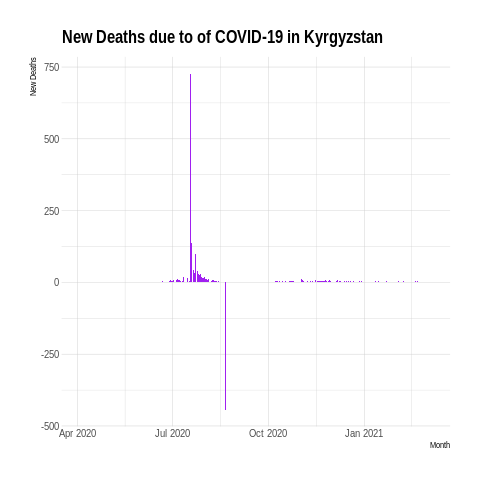 New Deaths due to of COVID-19 in Kyrgyzstan
New Deaths
750
500
250
0
-250
-500
Apr 2020 Jul 2020 Oct 2020 Jan 2021
Month